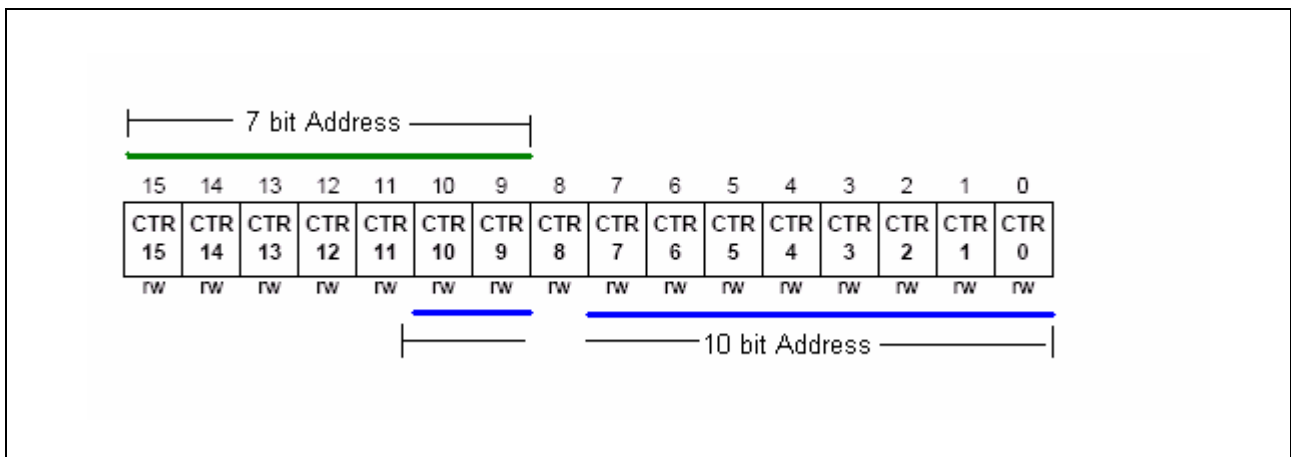 7 bit Address
15 14 13 12 11 10 9 8 7 6 5 4 3 2 1 0
CTR CTR CTR CTR CTR CTR CTR CTR CTR CTR CTR CTR CTR CTR CTR CTR
15 14 13 12 11 10 9 8 7 6 5 4 3 2 1 0
rw rw rw rw rw rw rw rw rw rw rw rw rw rw rw rw
10 bit Address